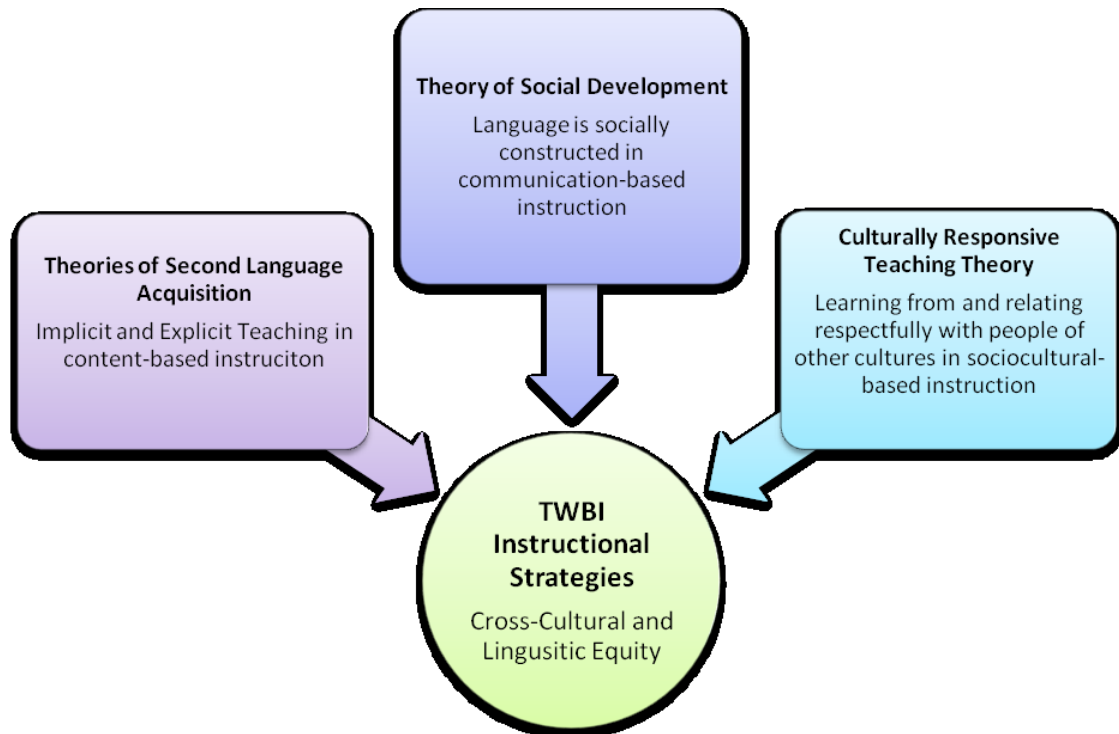 Theory of Social Development
Language is socially
constructed in
communication-based
instruction
Theories of Second Language
Acquisition
Implicit and Explicit Teaching in
content-based instruciton
Culturally Responsive
Teaching Theory
Learning from and relating
respectfully with people of
other cultures in sociocultural-
based instruction
TWBI
Instructional
Strategies
Cross-Cultural and
Lingusitic Equity